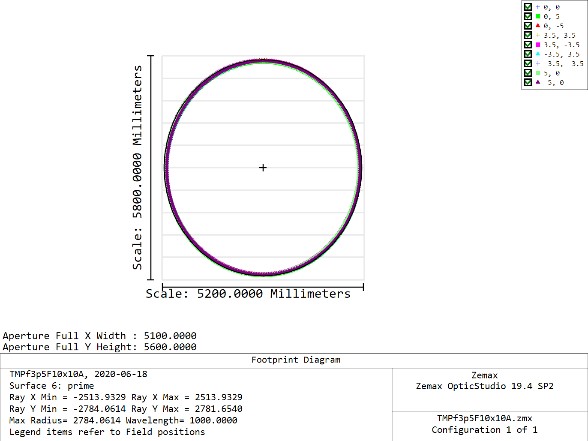 0, 0
0, 5
0, -5
3.5, 3.5
3.5, -3.5
-3.5, 3.5
3.5, 3.5
5, 0
5, 0
Scale: 5800.0000 Millimeters
Scale: 5200.0000 Millimeters
Aperture Full X Width : 5100.0000
Aperture Full Y Height: 5600.0000
Footprint Diagram
TMPf3p5F10x10A, 2020-06-18
Surface 6: prime
Ray X Min = -2513.9329 Ray X Max = 2513.9329
Ray Y Min = -2784.0614 Ray Y Max = 2781.6540
Max Radius= 2784.0614 Wavelength= 1000.0000
Legend items refer to Field positions
Zemax
Zemax OpticStudio 19.4 SP2
TMPf3p5F10x10A.zmx
Configuration 1 of 1